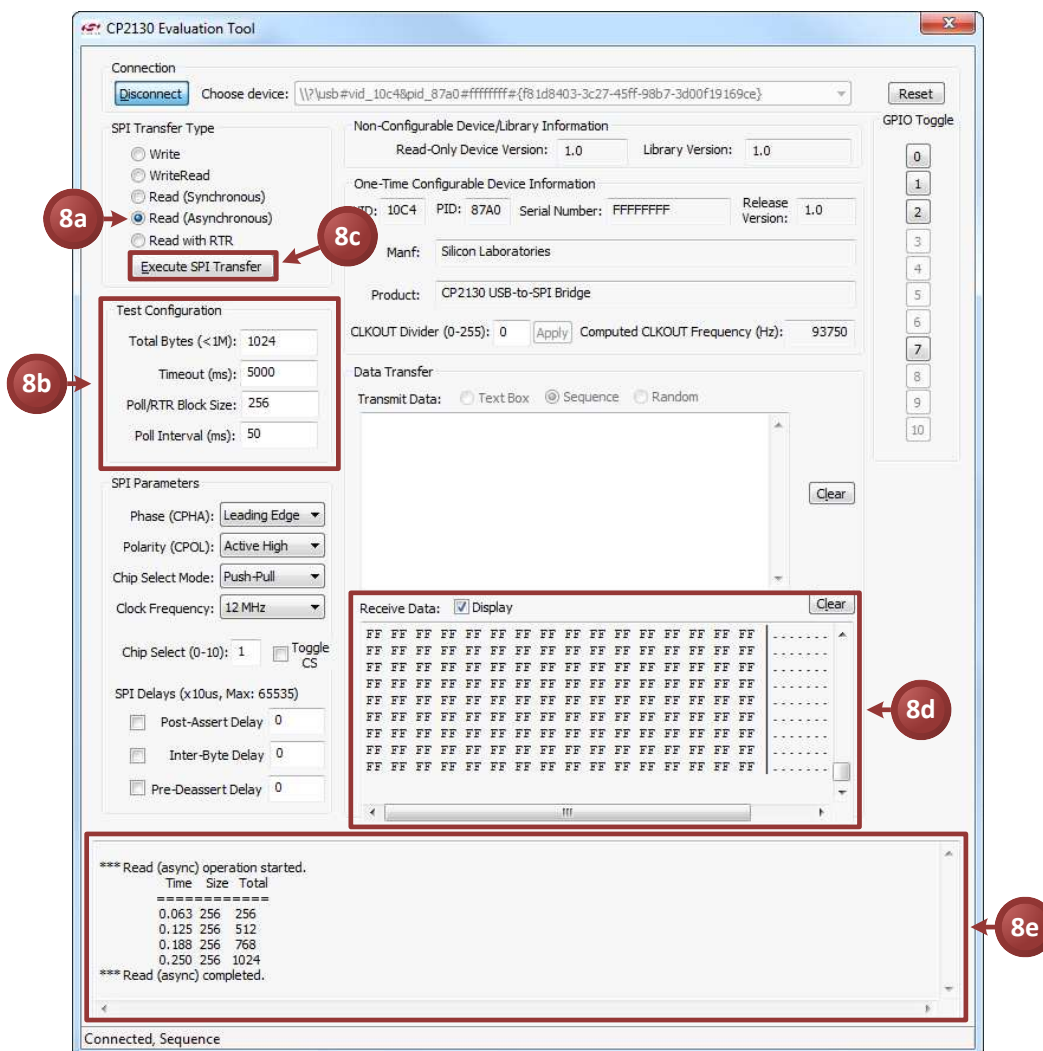 CP2130 Evaluation Tool
x
Connection
Disconnect Choose device: \\?\usb#vid_10c4&pid_87a0#ffffffff#{f81d8403-3c27-45ff-98b7-3d00f19169ce} Reset
SPI Transfer Type
Write
WriteRead
Read (Synchronous)
8a
Read (Asynchronous)
Read with RTR
8c
Execute SPI Transfer
Non-Configurable Device/Library Information
Read-Only Device Version: 1.0 Library Version: 1.0
One-Time Configurable Device Information
VID: 10C4 PID: 87A0 Serial Number: FFFFFFFF Release Version: 1.0
Manf: Silicon Laboratories
Product: CP2130 USB-to-SPI Bridge
CLKOUT Divider (0-255): 0 Apply Computed CLKOUT Frequency (Hz): 93750
GPIO Toggle
0
1
2
3
4
5
6
7
8
9
10
8b
Test Configuration
Total Bytes (<1M): 1024
Timeout (ms): 5000
Poll/RTR Block Size: 256
Poll Interval (ms): 50
Data Transfer
Transmit Data: Text Box Sequence Random
Clear
SPI Parameters
Phase (CPHA): Leading Edge
Polarity (CPOL): Active High
Chip Select Mode: Push-Pull
Clock Frequency: 12 MHz
Chip Select (0-10): 1 Toggle CS
SPI Delays (x10us, Max: 65535)
Post-Assert Delay 0
Inter-Byte Delay 0
Pre-Deassert Delay 0
Receive Data: Display Clear
FF FF FF FF FF FF FF FF FF FF FF FF FF FF FF FF .......
FF FF FF FF FF FF FF FF FF FF FF FF FF FF FF FF .......
FF FF FF FF FF FF FF FF FF FF FF FF FF FF FF FF .......
FF FF FF FF FF FF FF FF FF FF FF FF FF FF FF FF .......
FF FF FF FF FF FF FF FF FF FF FF FF FF FF FF FF .......
FF FF FF FF FF FF FF FF FF FF FF FF FF FF FF FF .......
FF FF FF FF FF FF FF FF FF FF FF FF FF FF FF FF .......
FF FF FF FF FF FF FF FF FF FF FF FF FF FF FF FF .......
FF FF FF FF FF FF FF FF FF FF FF FF FF FF FF FF .......
8d
*** Read (async) operation started.
Time Size Total
=============
0.063 256 256
0.125 256 512
0.188 256 768
0.250 256 1024
*** Read (async) completed.
8e
Connected, Sequence